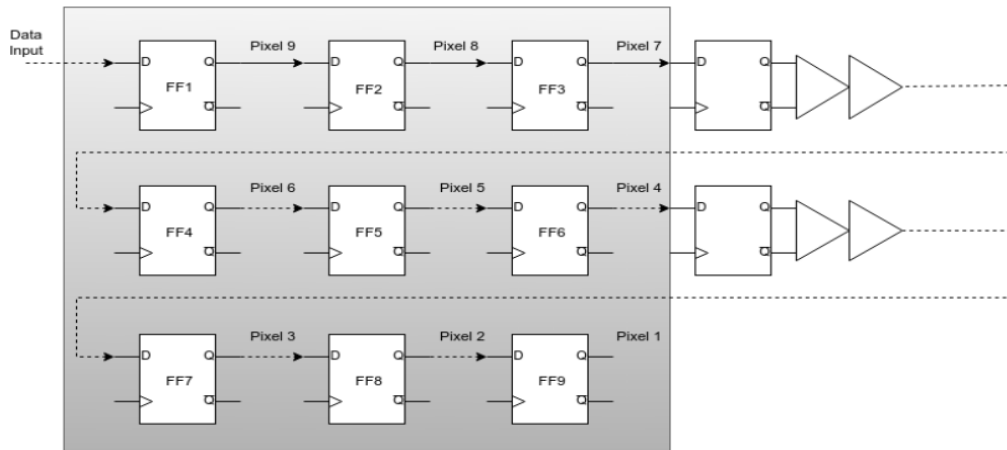 Data
Input
Pixel 9 Pixel 8 Pixel 7
D Q D Q D Q D Q
FF1 FF2 FF3
Q Q Q Q
Pixel 6 Pixel 5 Pixel 4
D Q D Q D Q D Q
FF4 FF5 FF6
Q Q Q Q
Pixel 3 Pixel 2 Pixel 1
D Q D Q D Q
FF7 FF8 FF9
Q Q Q